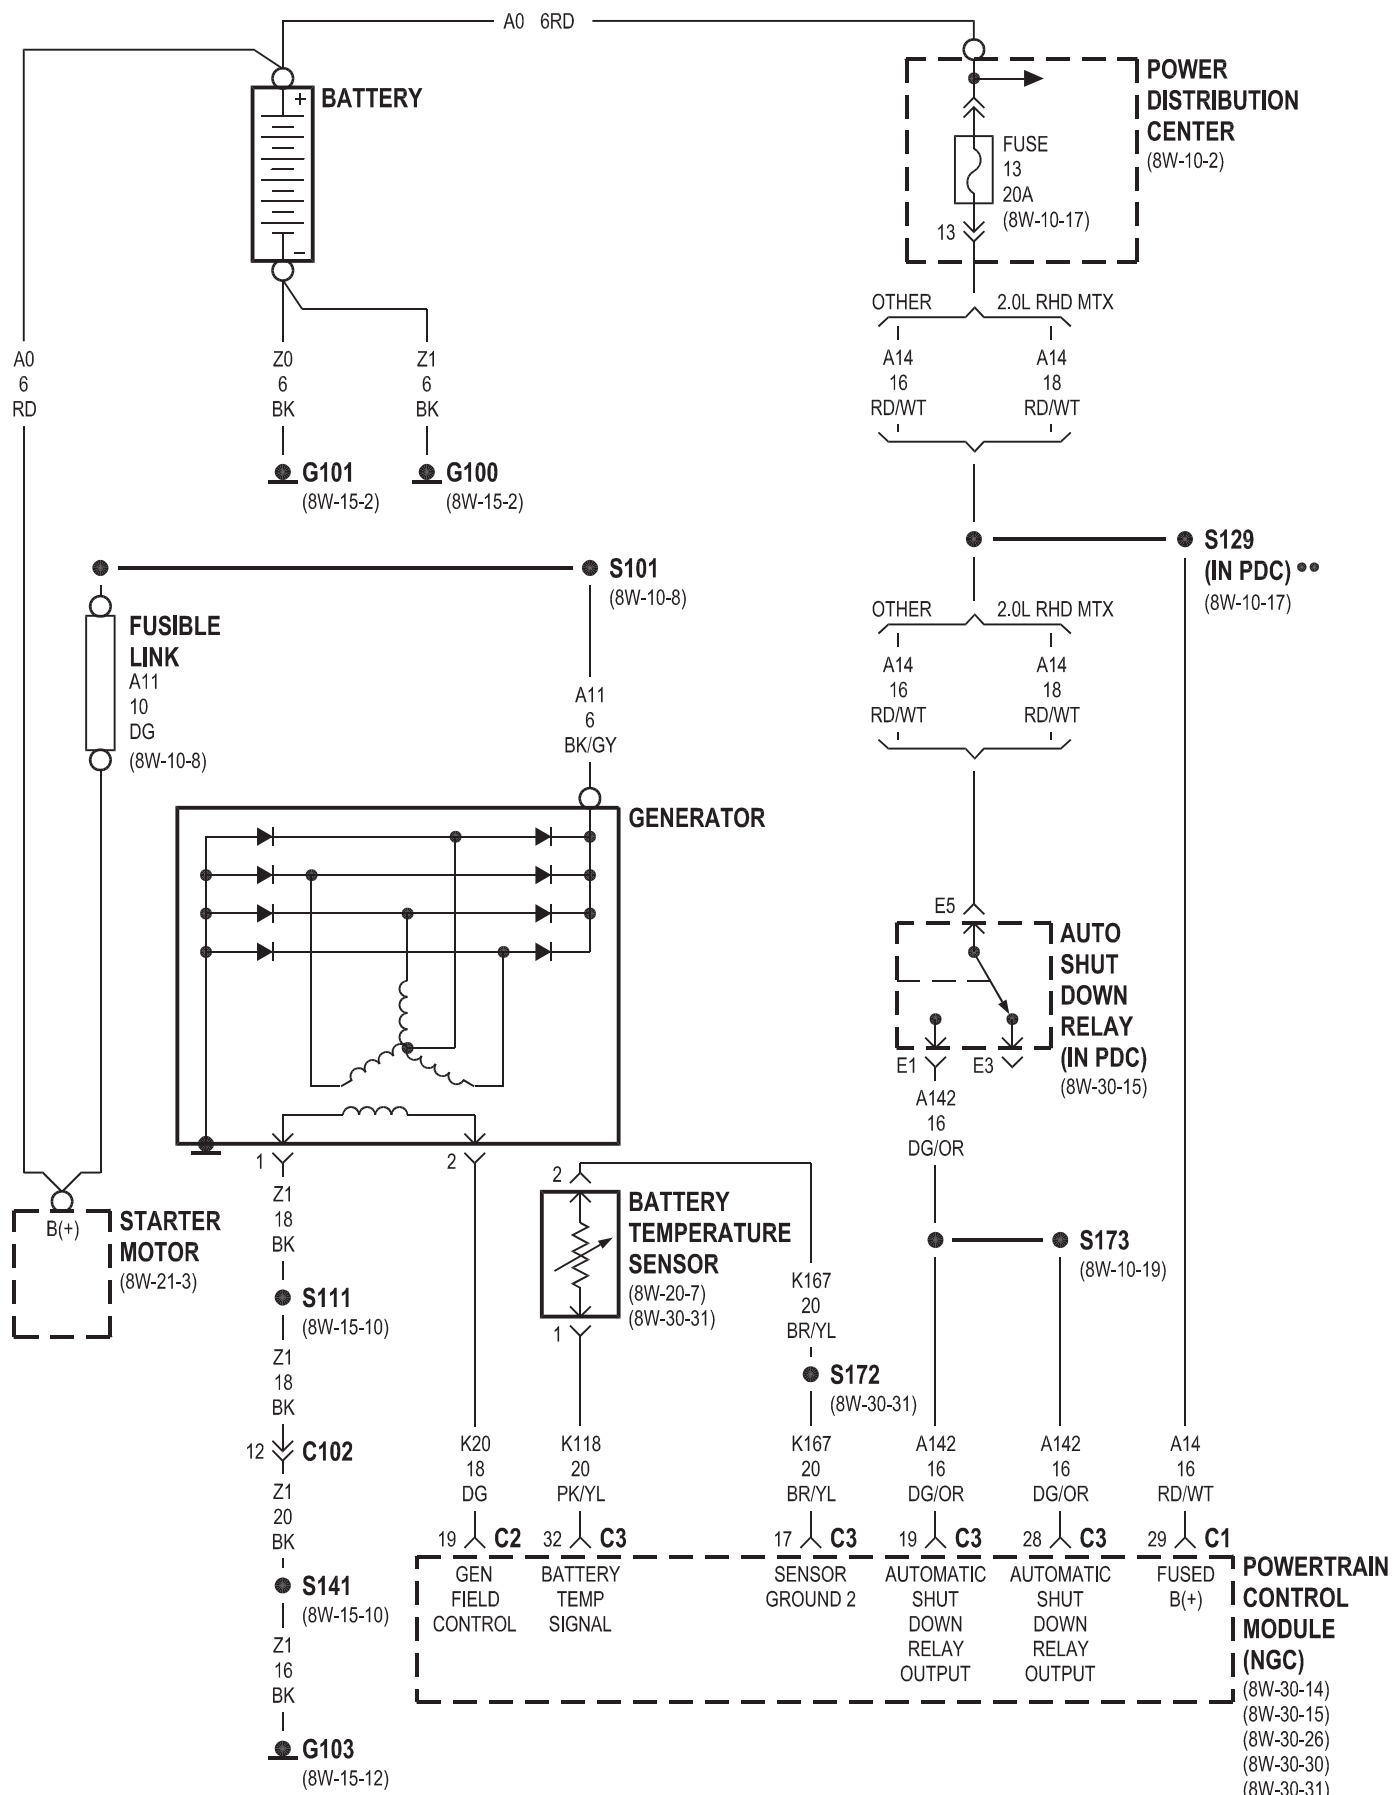 A0 6RD
BATTERY
+
−
POWER
DISTRIBUTION
CENTER
(8W-10-2)
FUSE
13
20A
(8W-10-17)
13
OTHER 2.0L RHD MTX
A14
16
RD/WT
A14
18
RD/WT
A0
6
RD
Z0
6
BK
Z1
6
BK
G101
(8W-15-2)
G100
(8W-15-2)
S101
(8W-10-8)
S129
(IN PDC) ••
(8W-10-17)
FUSIBLE
LINK
A11
10
DG
(8W-10-8)
A11
6
BK/GY
OTHER 2.0L RHD MTX
A14
16
RD/WT
A14
18
RD/WT
GENERATOR
E5
AUTO
SHUT
DOWN
RELAY
(IN PDC)
(8W-30-15)
E1
E3
A142
16
DG/OR
1
2
B(+)
STARTER
MOTOR
(8W-21-3)
Z1
18
BK
S111
(8W-15-10)
Z1
18
BK
12
C102
Z1
20
BK
S141
(8W-15-10)
Z1
16
BK
G103
(8W-15-12)
2
BATTERY
TEMPERATURE
SENSOR
(8W-20-7)
(8W-30-31)
1
K167
20
BR/YL
S172
(8W-30-31)
S173
(8W-10-19)
K20
18
DG
K118
20
PK/YL
K167
20
BR/YL
A142
16
DG/OR
A142
16
DG/OR
A14
16
RD/WT
19 C2
32 C3
17 C3
19 C3
28 C3
29 C1
GEN
FIELD
CONTROL
BATTERY
TEMP
SIGNAL
SENSOR
GROUND 2
AUTOMATIC
SHUT
DOWN
RELAY
OUTPUT
AUTOMATIC
SHUT
DOWN
RELAY
OUTPUT
FUSED
B(+)
POWERTRAIN
CONTROL
MODULE
(NGC)
(8W-30-14)
(8W-30-15)
(8W-30-26)
(8W-30-30)
(8W-30-31)